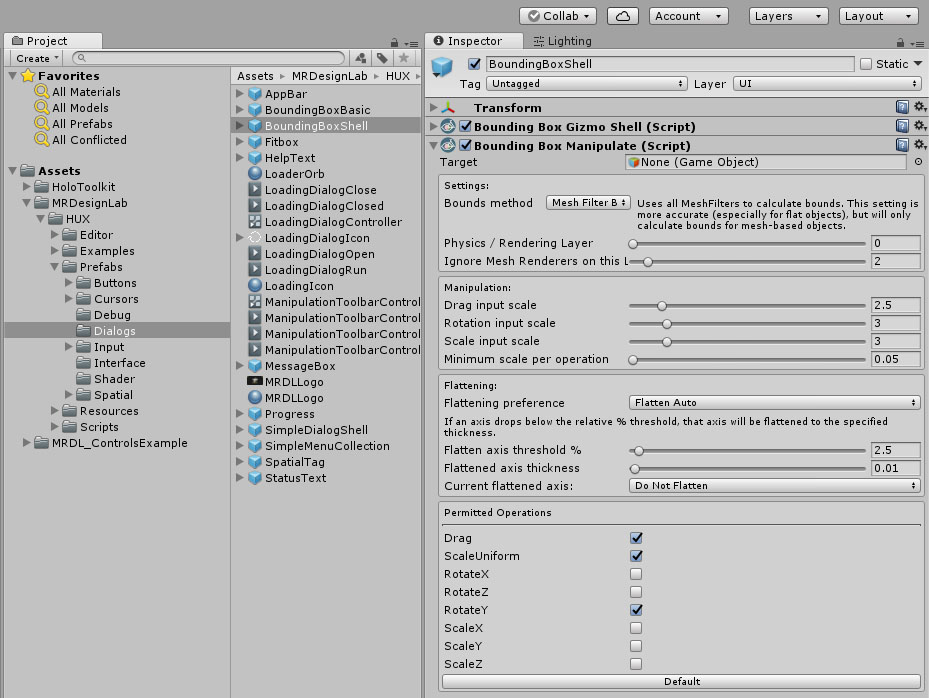 Collab
Account
Layers
Layout
Project
Create
Favorites
All Materials
All Models
All Prefabs
All Conflicted
Assets
HoloToolkit
MRDesignLab
HUX
Editor
Examples
Prefabs
Buttons
Cursors
Debug
Dialogs
Input
Interface
Shader
Spatial
Resources
Scripts
MRDL_ControlsExample
Assets MRDesignLab HUX
AppBar
BoundingBoxBasic
BoundingBoxShell
Fitbox
HelpText
LoaderOrb
LoadingDialogClose
LoadingDialogClosed
LoadingDialogController
LoadingDialogIcon
LoadingDialogOpen
LoadingDialogRun
LoadingIcon
ManipulationToolbarControl
ManipulationToolbarControl
ManipulationToolbarControl
ManipulationToolbarControl
MessageBox
MRDLLogo
MRDLLogo
Progress
SimpleDialogShell
SimpleMenuCollection
SpatialTag
StatusText
Inspector Lighting
BoundingBoxShell Static
Tag Untagged Layer UI
Transform
Bounding Box Gizmo Shell (Script)
Bounding Box Manipulate (Script)
Target None (Game Object)
Settings:
Bounds method Mesh Filter B
Uses all MeshFilters to calculate bounds. This setting
is more accurate (especially for flat objects), but will only
calculate bounds for mesh-based objects.
Physics / Rendering Layer 0
Ignore Mesh Renderers on this L 2
Manipulation:
Drag input scale 2.5
Rotation input scale 3
Scale input scale 3
Minimum scale per operation 0.05
Flattening:
Flattening preference Flatten Auto
If an axis drops below the relative % threshold, that axis will be flattened to the specified
thickness.
Flatten axis threshold % 2.5
Flattened axis thickness 0.01
Current flattened axis: Do Not Flatten
Permitted Operations
Drag
ScaleUniform
RotateX
RotateZ
RotateY
ScaleX
ScaleY
ScaleZ
Default